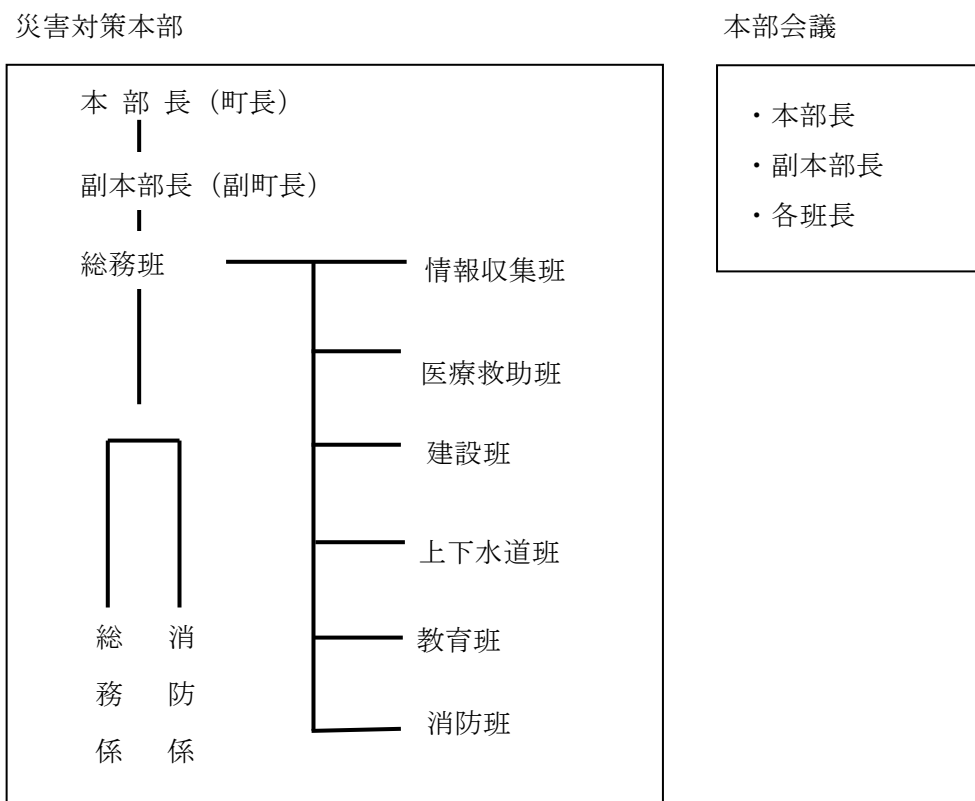 災害対策本部
本 部 長（町長）
副本部長（副町長）
総務班
情報収集班
医療救助班
建設班
上下水道班
教育班
消防班
総務係
消防係
本部会議
・本部長
・副本部長
・各班長